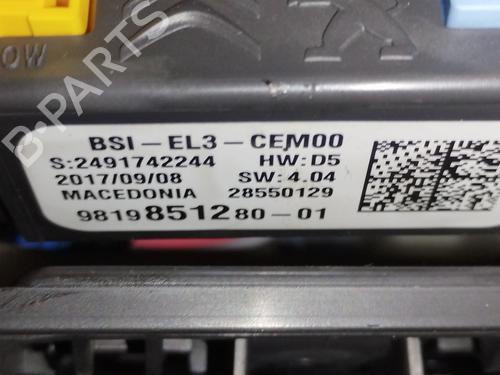 OW
B-PARTS
BSI-EL3-CEM00
S:2491742244 HW:D5
2017/09/08 SW:4.04
MACEDONIA 28550129
9819851280-01